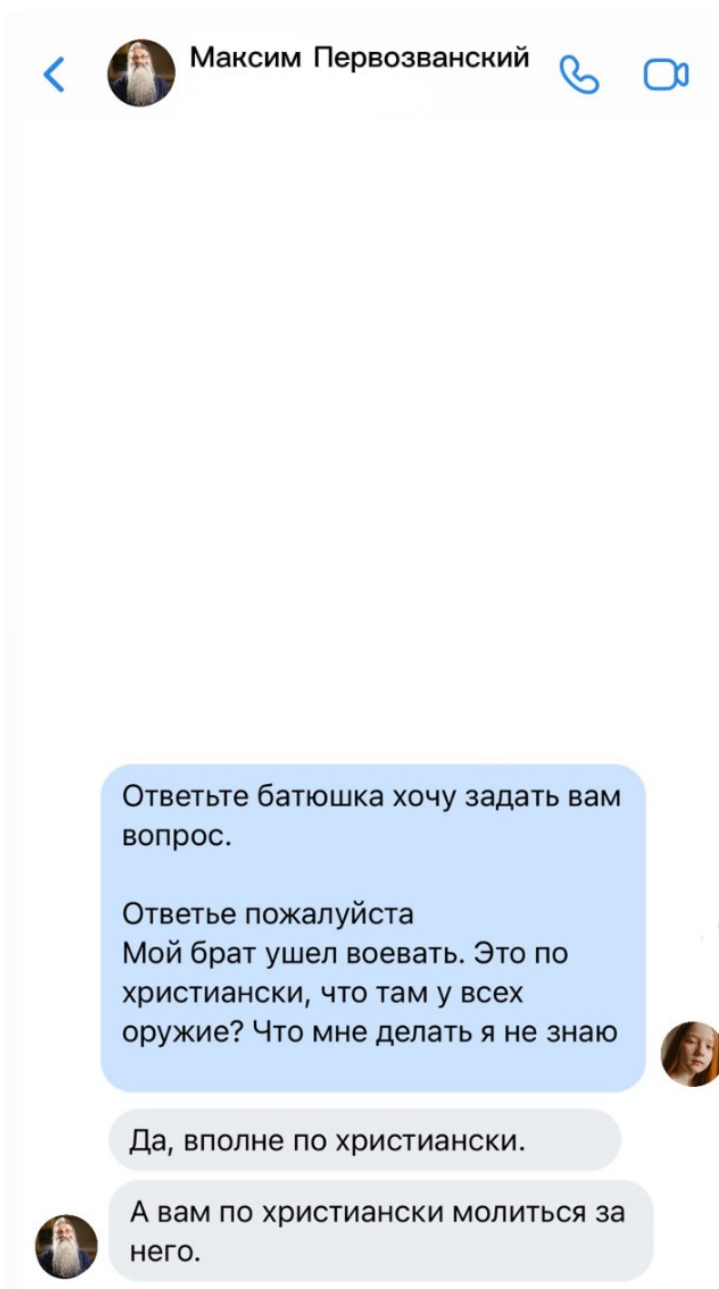 Максим Первозванский
Ответьте батюшка хочу задать вам
вопрос.
Ответье пожалуйста
Мой брат ушел воевать. Это по
христиански, что там у всех
оружие? Что мне делать я не знаю
Да, вполне по христиански.
А вам по христиански молиться за
него.